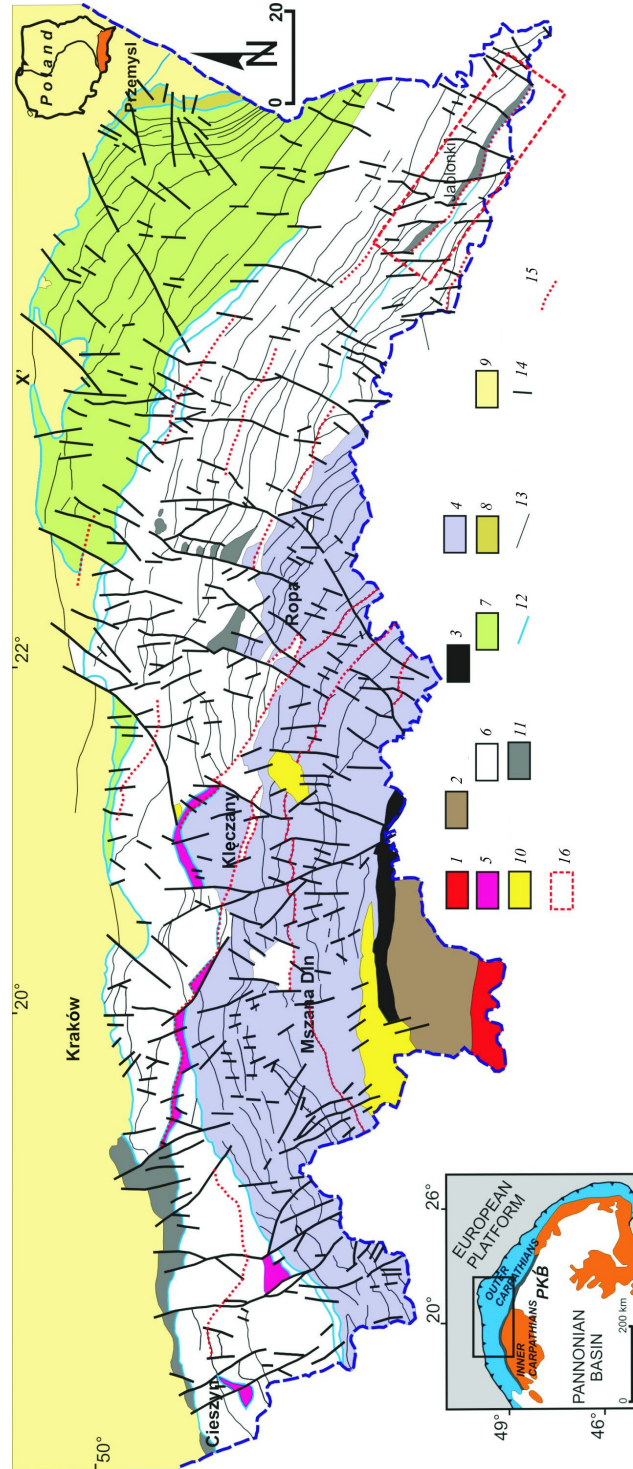 Poland
Przemysl
N
0 20
X'
22°
20°
50°
Kraków
Cieszyn
Klęczany
Mszana Dln
Ropa
Jabłonki
1
2
3
4
5
6
7
8
9
10
11
12
13
14
15
16
20°
26°
49°
46°
EUROPEAN
PLATFORM
OUTER
CARPATHIANS
PKB
INNER
CARPATHIANS
PANNONIAN
BASIN
0 200 km